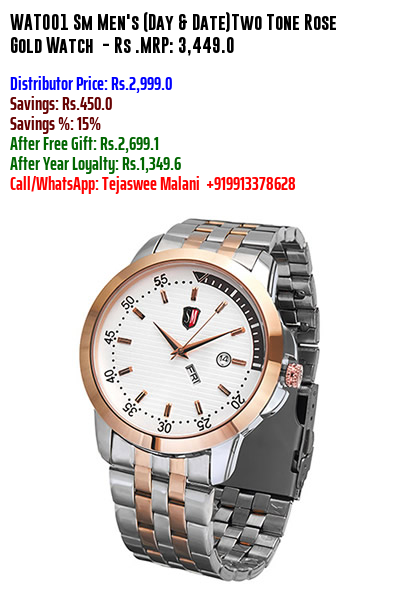 WAT001 Sm Men's (Day & Date)Two Tone Rose
Gold Watch - Rs .MRP: 3,449.0
Distributor Price: Rs.2,999.0
Savings: Rs.450.0
Savings %: 15%
After Free Gift: Rs.2,699.1
After Year Loyalty: Rs.1,349.6
Call/WhatsApp: Tejaswee Malani +919913378628
55
50
45
40
35
30
25
20
14
FRI